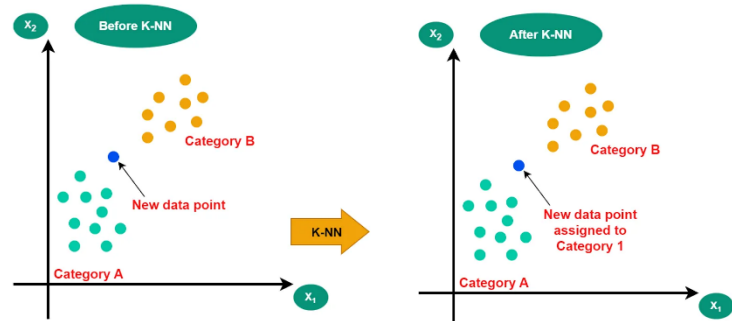 X₂
Before K-NN
Category B
New data point
Category A
X₁
K-NN
X₂
After K-NN
Category B
New data point
assigned to
Category 1
Category A
X₁